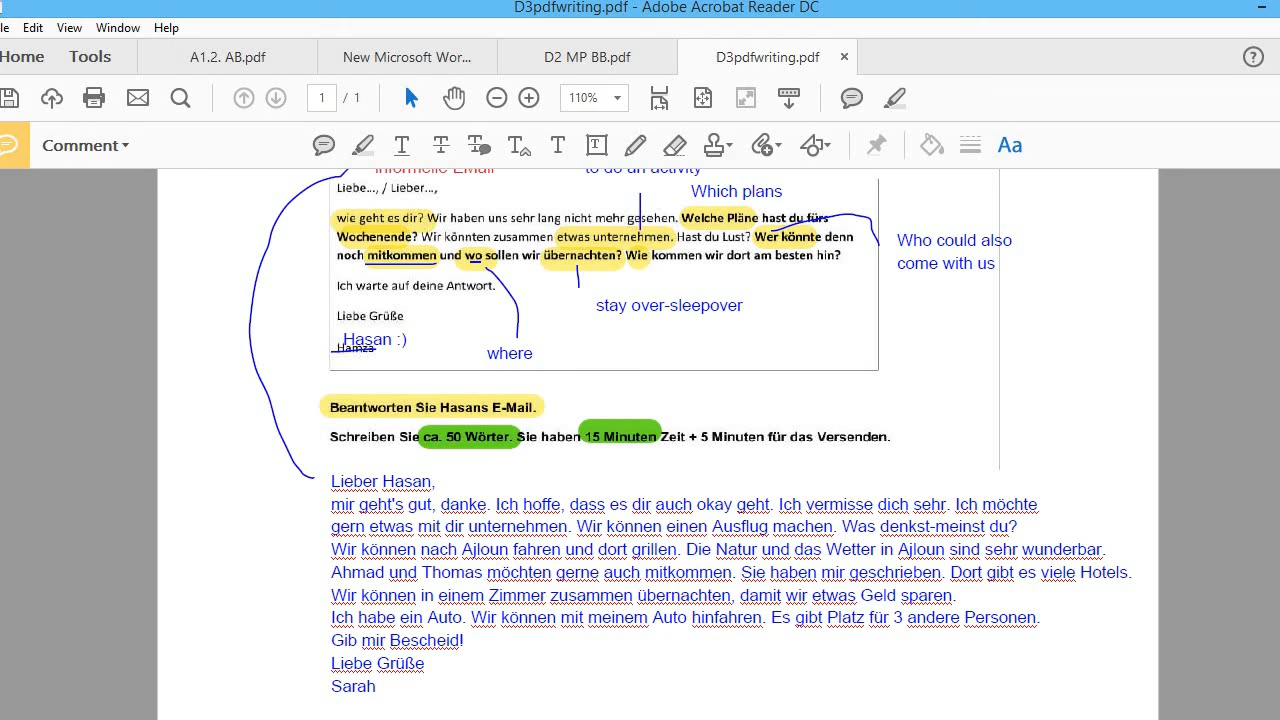 D3pdfwriting.pdf - Adobe Acrobat Reader DC
le Edit View Window Help
Home Tools A1.2. AB.pdf New Microsoft Wor... D2 MP BB.pdf D3pdfwriting.pdf ×
1 / 1 110%
Comment
informelle EMail to do an activity
Liebe..., / Lieber...,
Which plans
wie geht es dir? Wir haben uns sehr lang nicht mehr gesehen. Welche Pläne hast du fürs
Wochenende? Wir könnten zusammen etwas unternehmen. Hast du Lust? Wer könnte denn
noch mitkommen und wo sollen wir übernachten? Wie kommen wir dort am besten hin?
Who could also
come with us
Ich warte auf deine Antwort.
stay over-sleepover
Liebe Grüße
Hasan :)
Hamza
where
Beantworten Sie Hasans E-Mail.
Schreiben Sie ca. 50 Wörter. Sie haben 15 Minuten Zeit + 5 Minuten für das Versenden.
Lieber Hasan,
mir geht's gut, danke. Ich hoffe, dass es dir auch okay geht. Ich vermisse dich sehr. Ich möchte
gern etwas mit dir unternehmen. Wir können einen Ausflug machen. Was denkst-meinst du?
Wir können nach Ajloun fahren und dort grillen. Die Natur und das Wetter in Ajloun sind sehr wunderbar.
Ahmad und Thomas möchten gerne auch mitkommen. Sie haben mir geschrieben. Dort gibt es viele Hotels.
Wir können in einem Zimmer zusammen übernachten, damit wir etwas Geld sparen.
Ich habe ein Auto. Wir können mit meinem Auto hinfahren. Es gibt Platz für 3 andere Personen.
Gib mir Bescheid!
Liebe Grüße
Sarah